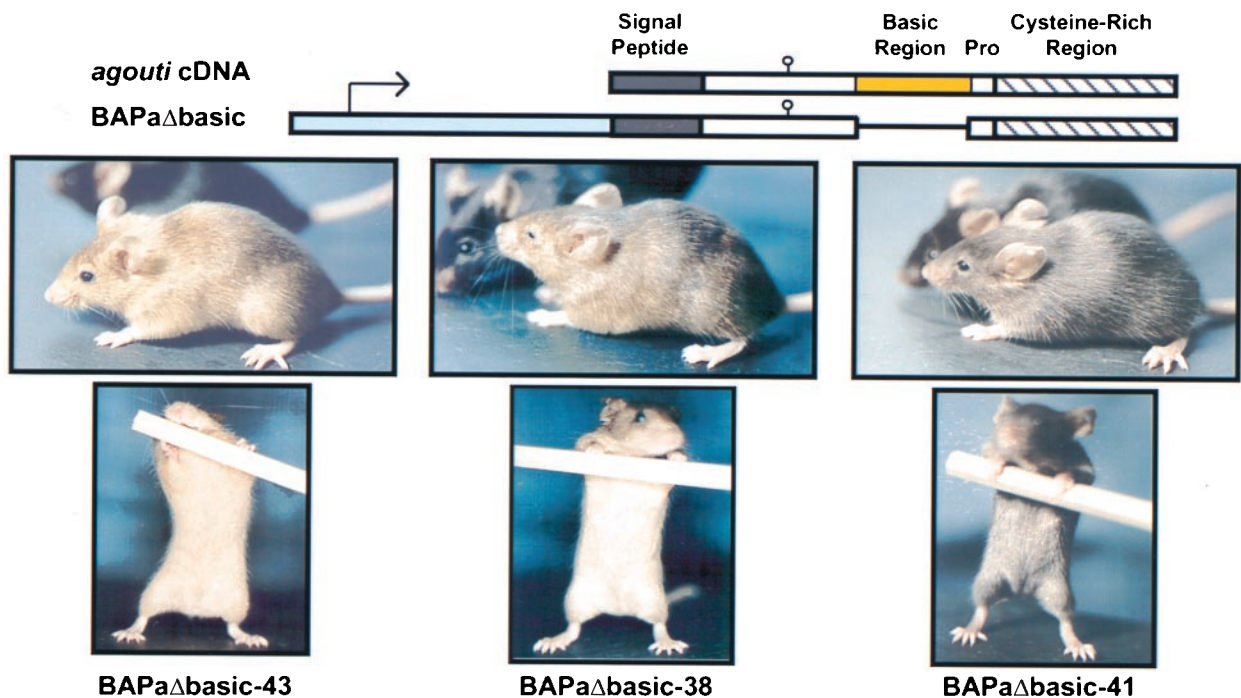 Signal
Peptide
Basic
Region
Pro
Cysteine-Rich
Region
agouti cDNA
BAPaΔbasic
BAPaΔbasic-43
BAPaΔbasic-38
BAPaΔbasic-41